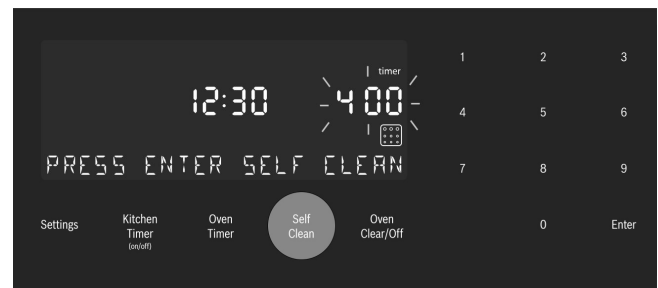 timer
12:30
4 00
PRESS ENTER SELF CLEAN
Settings
Kitchen
Timer
(on/off)
Oven
Timer
Self
Clean
Oven
Clear/Off
1 2 3
4 5 6
7 8 9
0 Enter